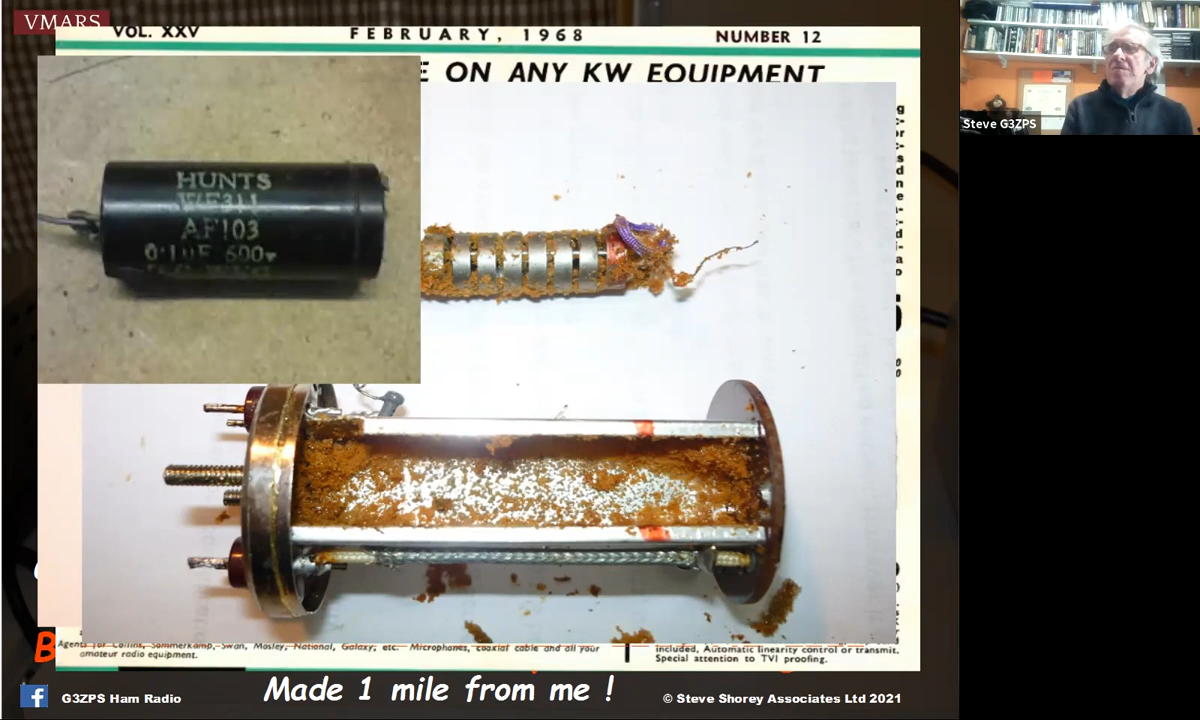 VMARS
VOL. XXV
FEBRUARY, 1968
NUMBER 12
ON ANY KW EQUIPMENT
HUNTS
AF103
0·1uF 600v
Steve G3ZPS
Agents for Collins, Sommerkamp, Swan, Mosley, National, Galaxy, etc. Microphones, coaxial cable and all your
amateur radio equipment.
included, Automatic linearity control or transmit.
Special attention to TVI proofing.
B
Made 1 mile from me !
G3ZPS Ham Radio
© Steve Shorey Associates Ltd 2021